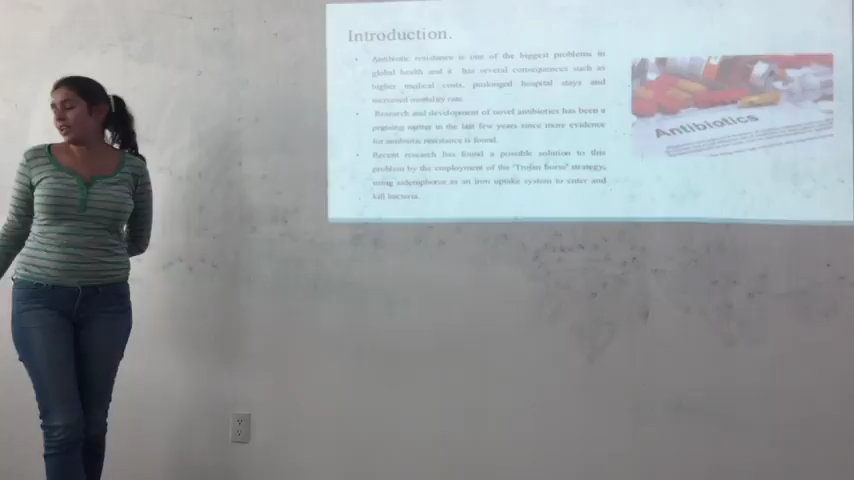 Introduction.
• Antibiotic resistance is one of the biggest problems in
global health and it has several consequences such as
higher medical costs, prolonged hospital stays and
increased mortality rate.
• Research and development of novel antibiotics has been a
matter in the last few years since more evidence
for antibiotic resistance is found.
• Recent research has found a possible solution to this
problem by the employment of the "Trojan horse" strategy,
using siderophores as an iron uptake system to enter and
kill bacteria.
Antibiotics